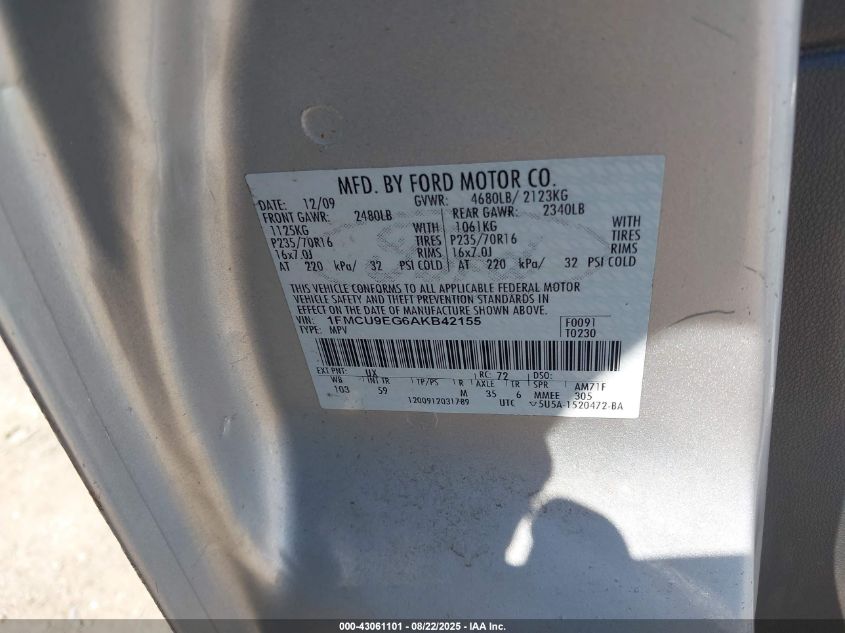 MFD. BY FORD MOTOR CO.
DATE: 12/09 GVWR: 4680LB/ 2123KG
FRONT GAWR: 2480LB REAR GAWR: 2340LB
1125KG WITH 1061KG WITH
P235/70R16 TIRES P235/70R16 TIRES
16x7.0J RIMS 16x7.0J RIMS
AT 220 kPa/ 32 PSI COLD AT 220 kPa/ 32 PSI COLD
THIS VEHICLE CONFORMS TO ALL APPLICABLE FEDERAL MOTOR
VEHICLE SAFETY AND THEFT PREVENTION STANDARDS IN
EFFECT ON THE DATE OF MANUFACTURE SHOWN ABOVE.
VIN: 1FMCU9EG6AKB42155 F0091
TYPE: MPV T0230
EXT PNT: UX RC: 72 DSO:
WB INT TR TP/PS R AXLE TR SPR AM71F
103 59 M 35 6 MMEE 305
1200912031789 UTC 5U5A-1520472-BA
000-43061101 - 08/22/2025 - IAA Inc.